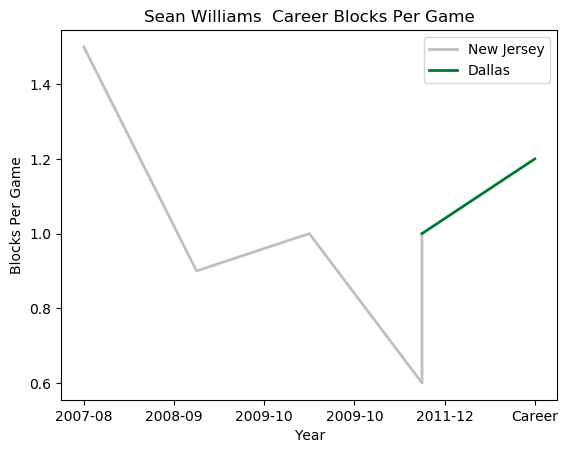 Sean Williams  Career Blocks Per Game
New Jersey
Dallas
Blocks Per Game
1.4
1.2
1.0
0.8
0.6
2007-08 2008-09 2009-10 2009-10 2011-12 Career
Year